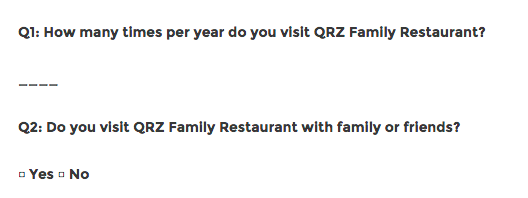 Q1: How many times per year do you visit QRZ Family Restaurant?
____
Q2: Do you visit QRZ Family Restaurant with family or friends?
▫ Yes ▫ No